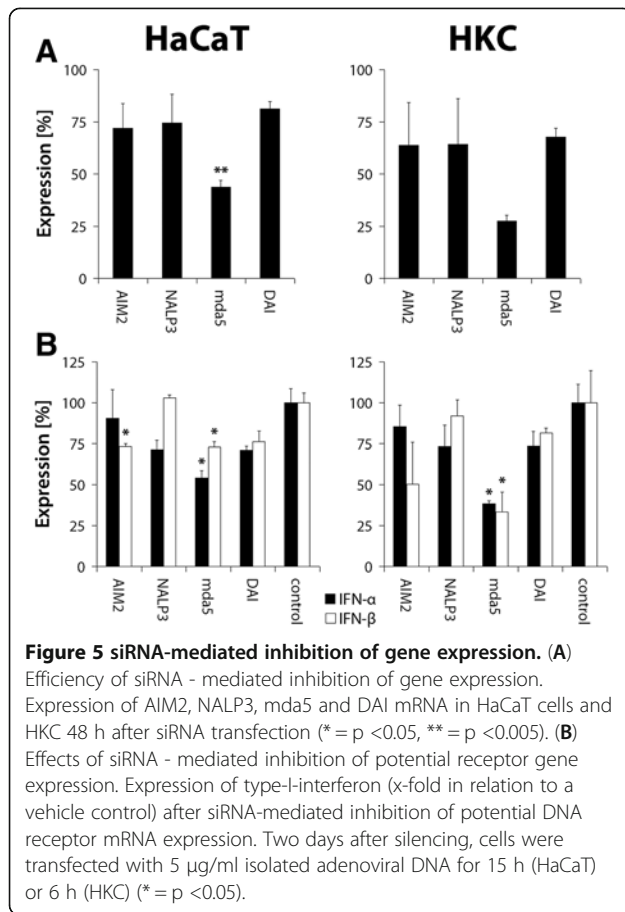 HaCaT HKC
A
Expression [%]
100
75
50
25
0
**
AIM2 NALP3 mda5 DAI
100
75
50
25
0
AIM2 NALP3 mda5 DAI
B
Expression [%]
125
100
75
50
25
0
* * *
AIM2 NALP3 mda5 DAI control
125
100
75
50
25
0
* *
AIM2 NALP3 mda5 DAI control
IFN-α
IFN-β
Figure 5 siRNA-mediated inhibition of gene expression. (A)
Efficiency of siRNA - mediated inhibition of gene expression.
Expression of AIM2, NALP3, mda5 and DAI mRNA in HaCaT cells and
HKC 48 h after siRNA transfection (* = p <0.05, ** = p <0.005). (B)
Effects of siRNA - mediated inhibition of potential receptor gene
expression. Expression of type-I-interferon (x-fold in relation to a
vehicle control) after siRNA-mediated inhibition of potential DNA
receptor mRNA expression. Two days after silencing, cells were
transfected with 5 μg/ml isolated adenoviral DNA for 15 h (HaCaT)
or 6 h (HKC) (* = p <0.05).